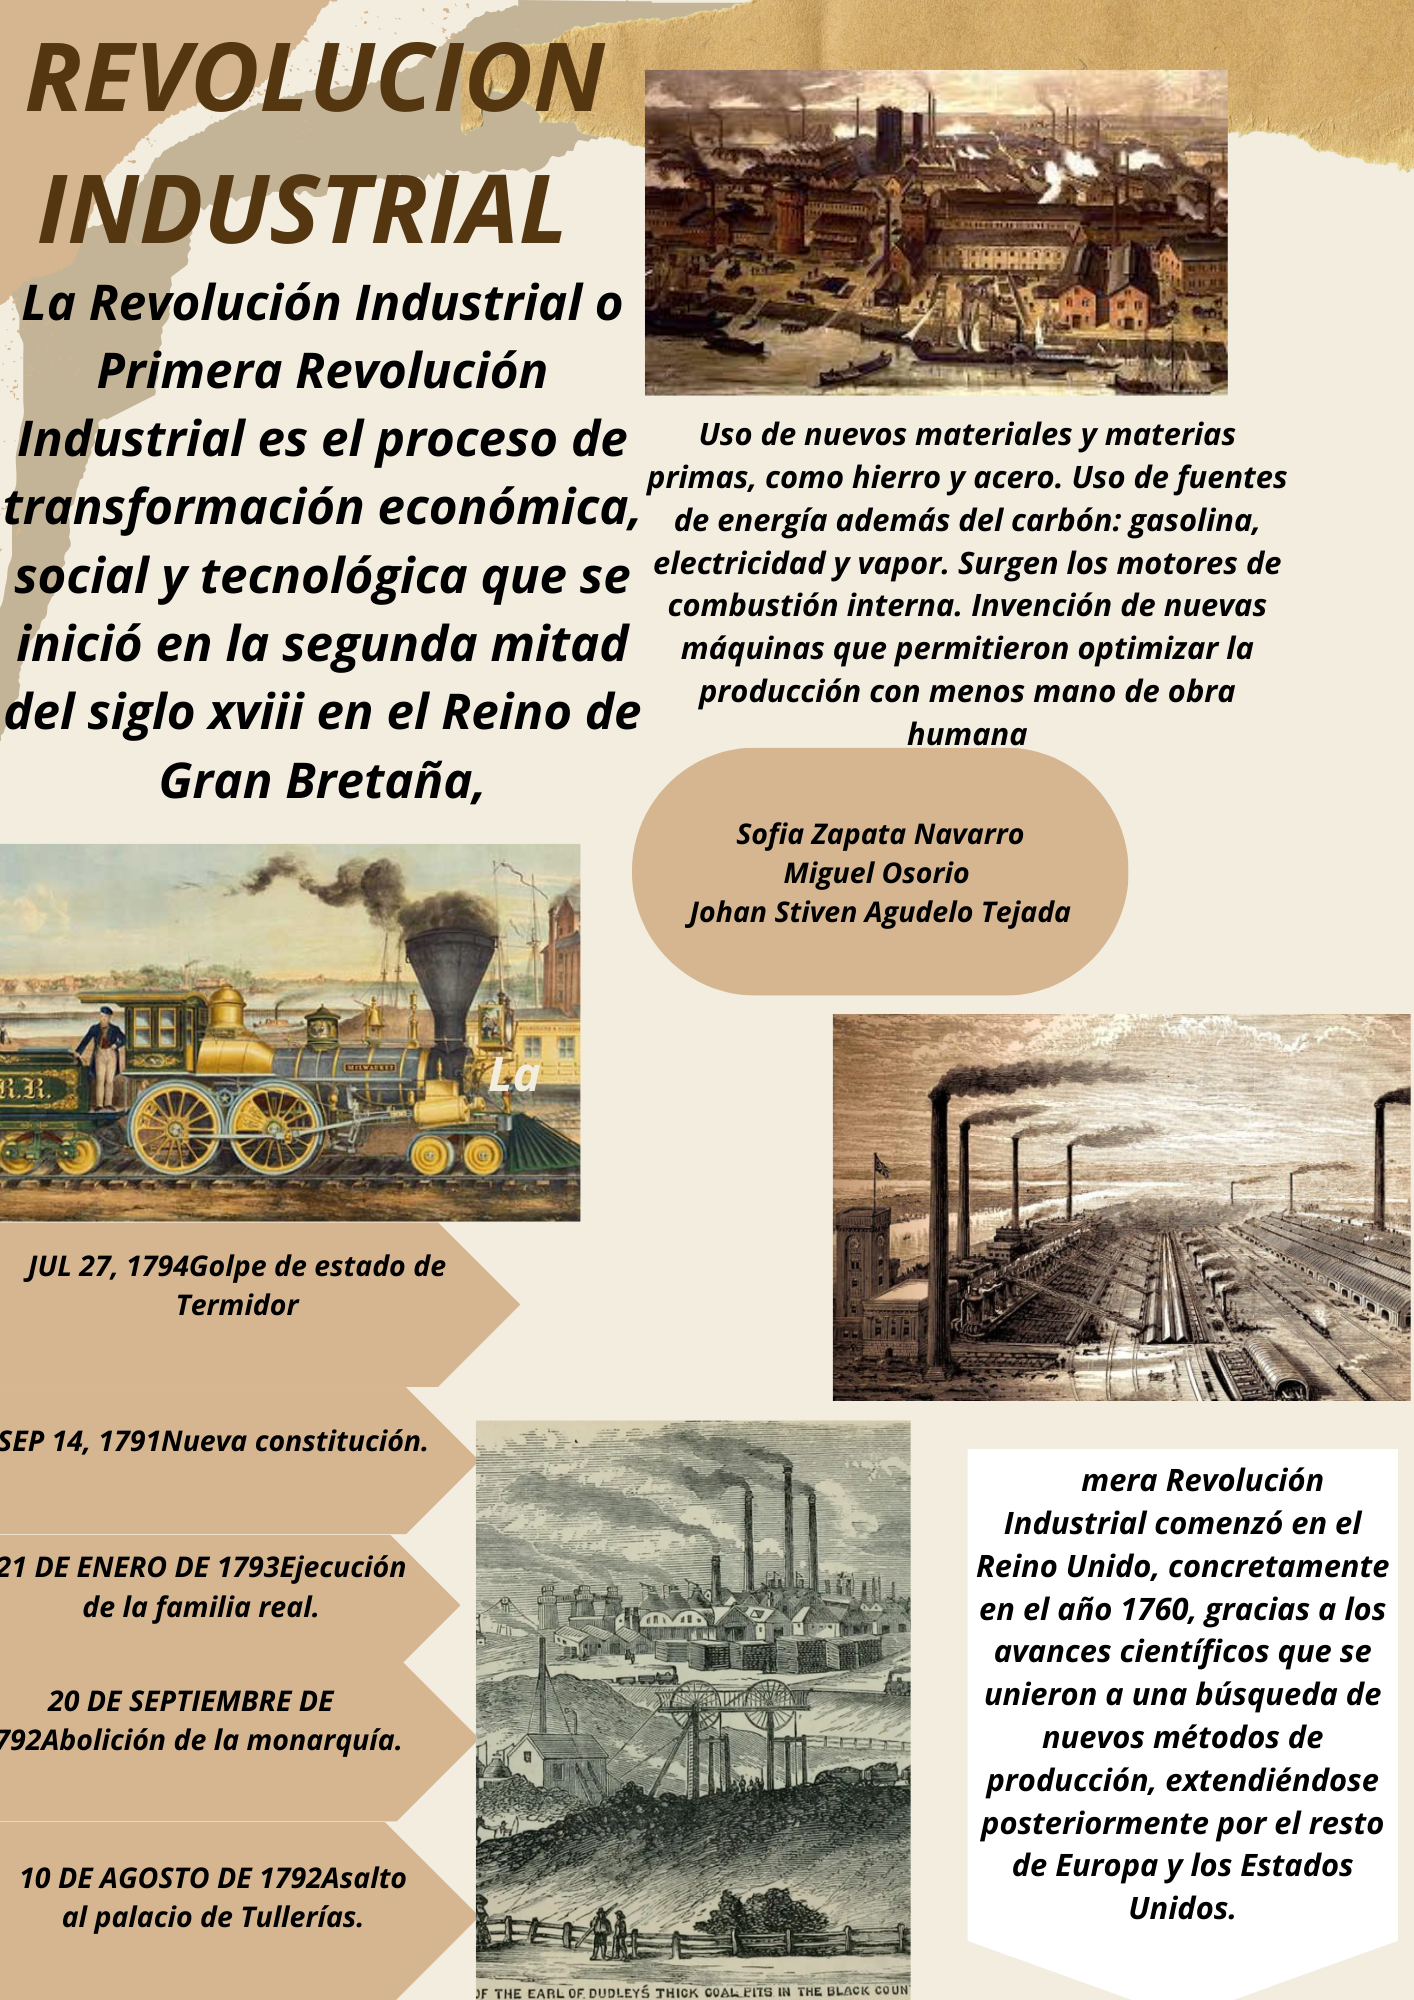 REVOLUCION
INDUSTRIAL
La Revolución Industrial o
Primera Revolución
Industrial es el proceso de
transformación económica,
social y tecnológica que se
inició en la segunda mitad
del siglo xviii en el Reino de
Gran Bretaña,
Uso de nuevos materiales y materias
primas, como hierro y acero. Uso de fuentes
de energía además del carbón: gasolina,
electricidad y vapor. Surgen los motores de
combustión interna. Invención de nuevas
máquinas que permitieron optimizar la
producción con menos mano de obra
humana
Sofia Zapata Navarro
Miguel Osorio
Johan Stiven Agudelo Tejada
R.R.
MILWAUKEE
La
JUL 27, 1794Golpe de estado de
Termidor
SEP 14, 1791Nueva constitución.
21 DE ENERO DE 1793Ejecución
de la familia real.
20 DE SEPTIEMBRE DE
792Abolición de la monarquía.
10 DE AGOSTO DE 1792Asalto
al palacio de Tullerías.
OF THE EARL OF DUDLEY'S THICK COAL PITS IN THE BLACK COUN
mera Revolución
Industrial comenzó en el
Reino Unido, concretamente
en el año 1760, gracias a los
avances científicos que se
unieron a una búsqueda de
nuevos métodos de
producción, extendiéndose
posteriormente por el resto
de Europa y los Estados
Unidos.